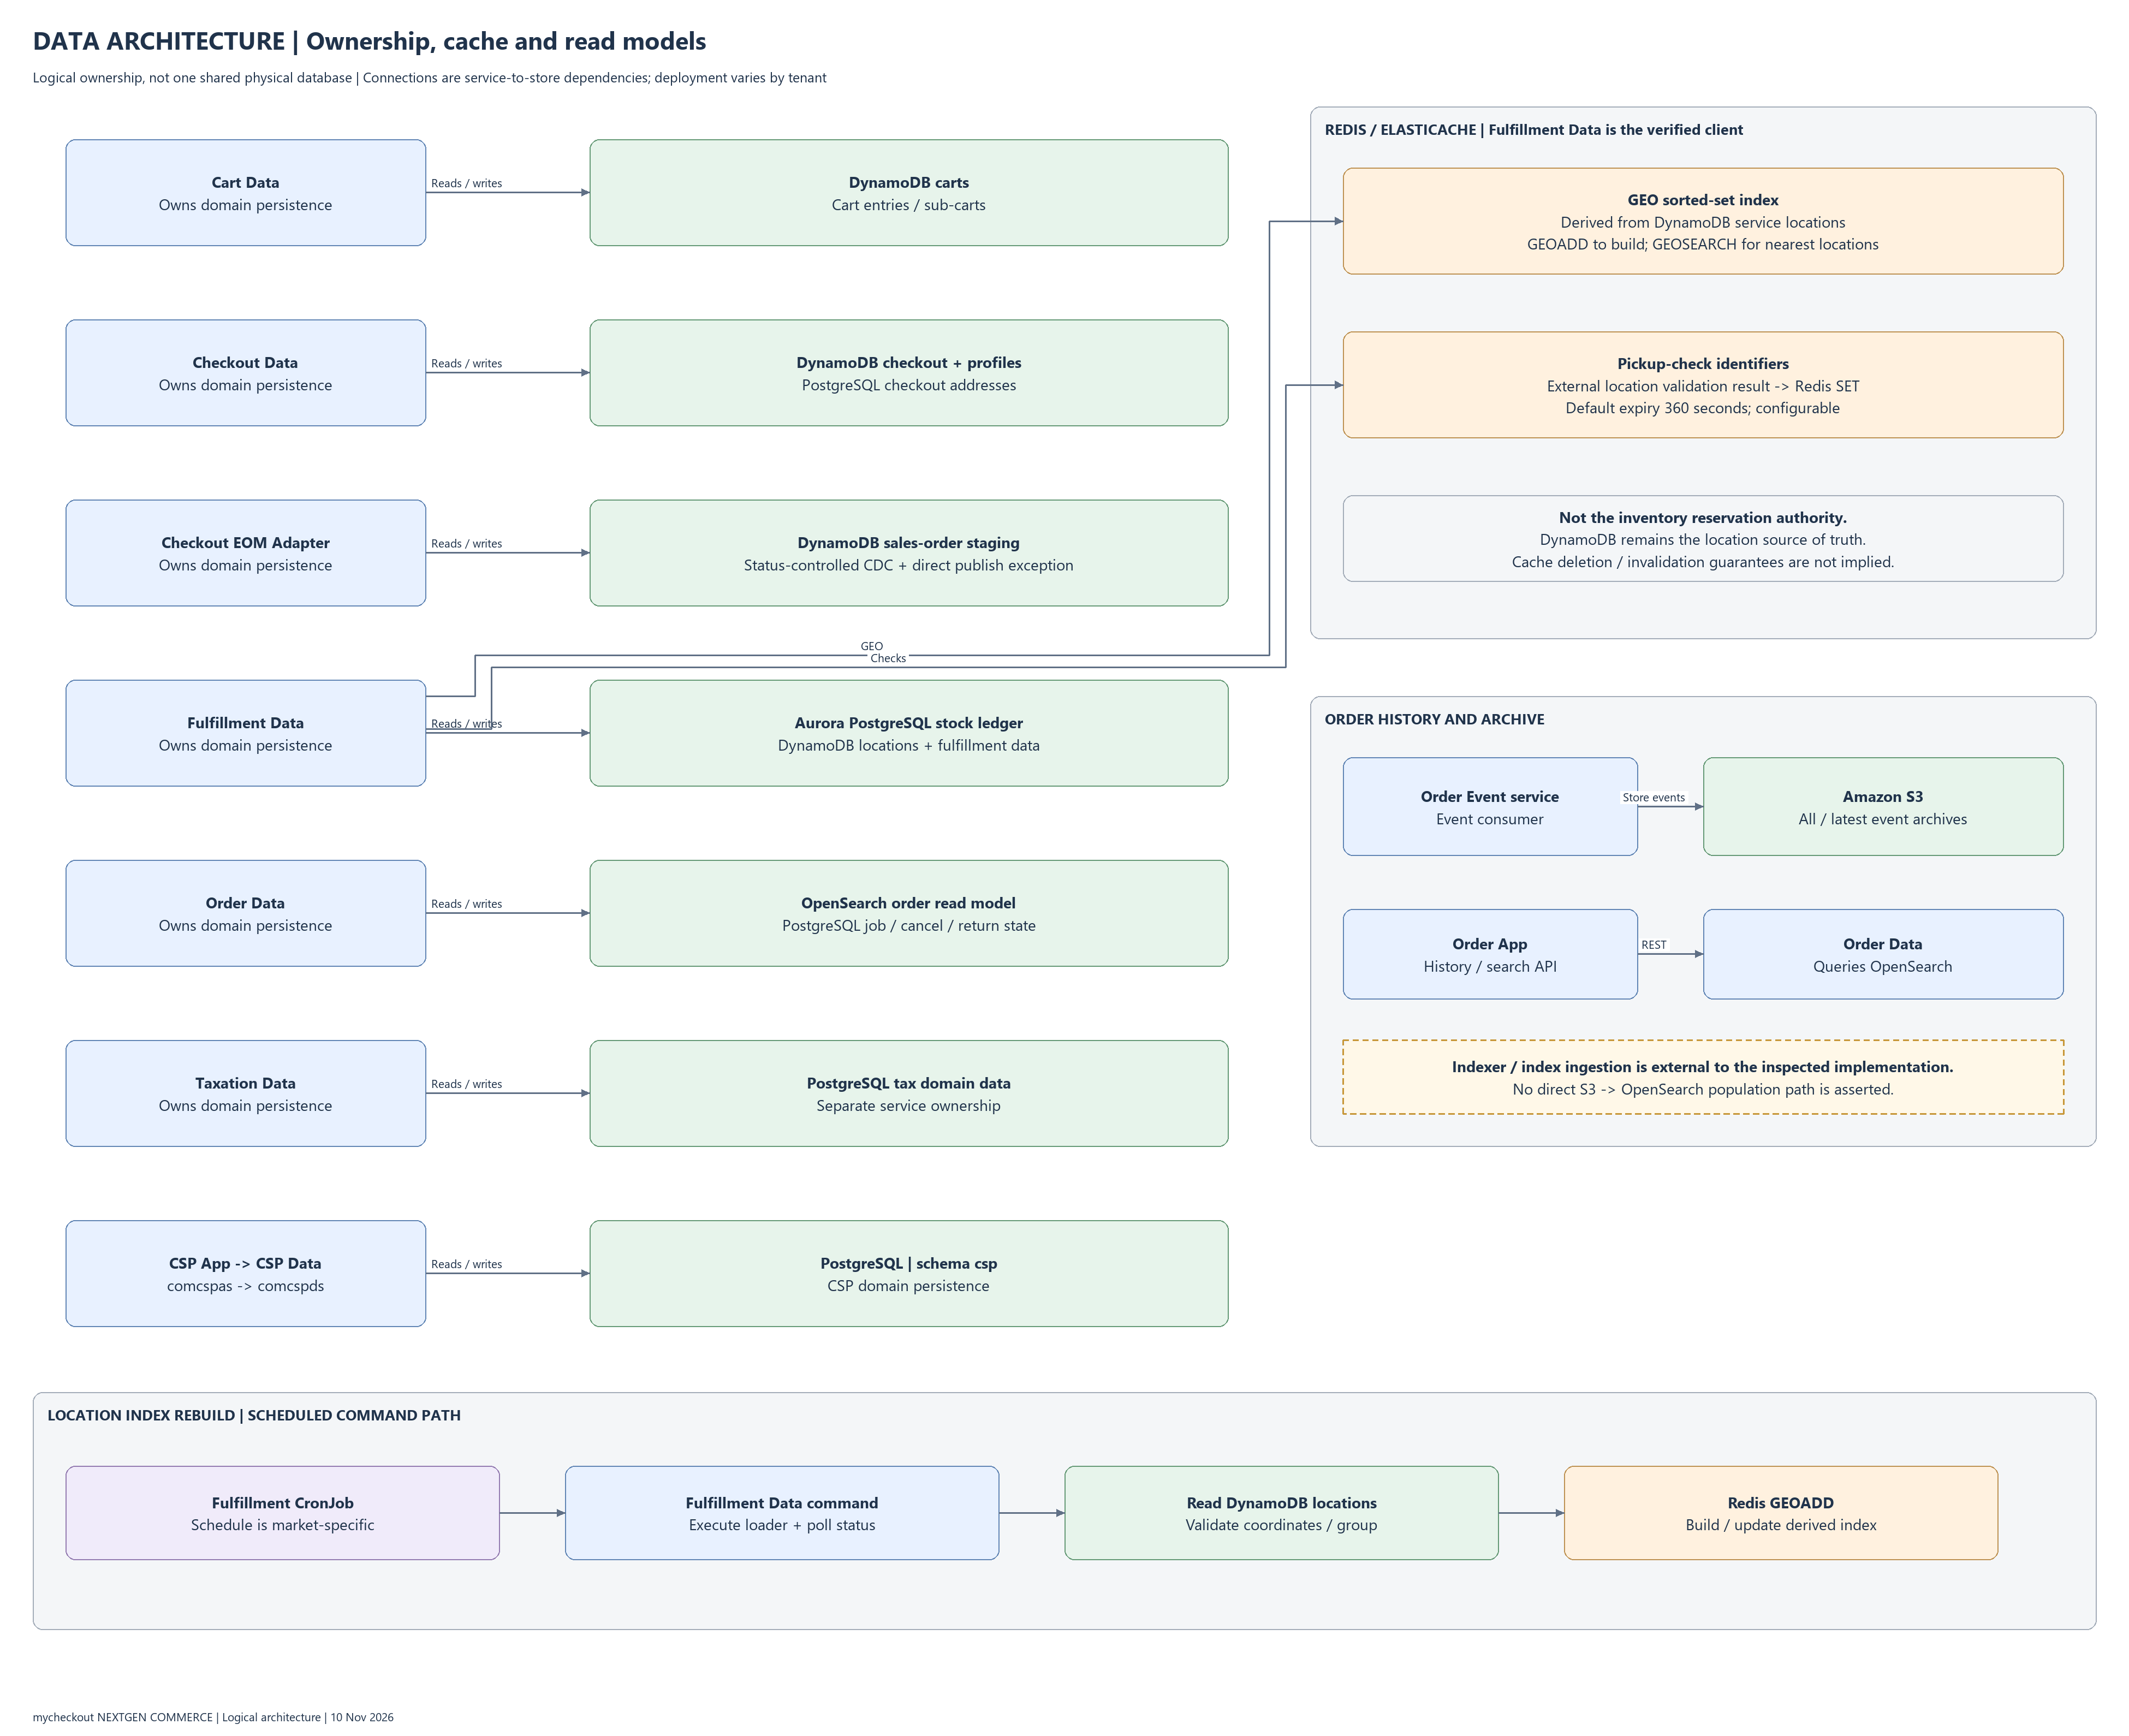 DATA ARCHITECTURE | Ownership, cache and read models
Logical ownership, not one shared physical database | Connections are service-to-store dependencies; deployment varies by tenant
Cart Data
Owns domain persistence
Reads / writes
DynamoDB carts
Cart entries / sub-carts
Checkout Data
Owns domain persistence
Reads / writes
DynamoDB checkout + profiles
PostgreSQL checkout addresses
Checkout EOM Adapter
Owns domain persistence
Reads / writes
DynamoDB sales-order staging
Status-controlled CDC + direct publish exception
GEO
Checks
Fulfillment Data
Owns domain persistence
Reads / writes
Aurora PostgreSQL stock ledger
DynamoDB locations + fulfillment data
Order Data
Owns domain persistence
Reads / writes
OpenSearch order read model
PostgreSQL job / cancel / return state
Taxation Data
Owns domain persistence
Reads / writes
PostgreSQL tax domain data
Separate service ownership
CSP App -> CSP Data
comcspas -> comcspds
Reads / writes
PostgreSQL | schema csp
CSP domain persistence
REDIS / ELASTICACHE | Fulfillment Data is the verified client
GEO sorted-set index
Derived from DynamoDB service locations
GEOADD to build; GEOSEARCH for nearest locations
Pickup-check identifiers
External location validation result -> Redis SET
Default expiry 360 seconds; configurable
Not the inventory reservation authority.
DynamoDB remains the location source of truth.
Cache deletion / invalidation guarantees are not implied.
ORDER HISTORY AND ARCHIVE
Order Event service
Event consumer
Store events
Amazon S3
All / latest event archives
Order App
History / search API
REST
Order Data
Queries OpenSearch
Indexer / index ingestion is external to the inspected implementation.
No direct S3 -> OpenSearch population path is asserted.
LOCATION INDEX REBUILD | SCHEDULED COMMAND PATH
Fulfillment CronJob
Schedule is market-specific
Fulfillment Data command
Execute loader + poll status
Read DynamoDB locations
Validate coordinates / group
Redis GEOADD
Build / update derived index
mycheckout NEXTGEN COMMERCE | Logical architecture | 10 Nov 2026